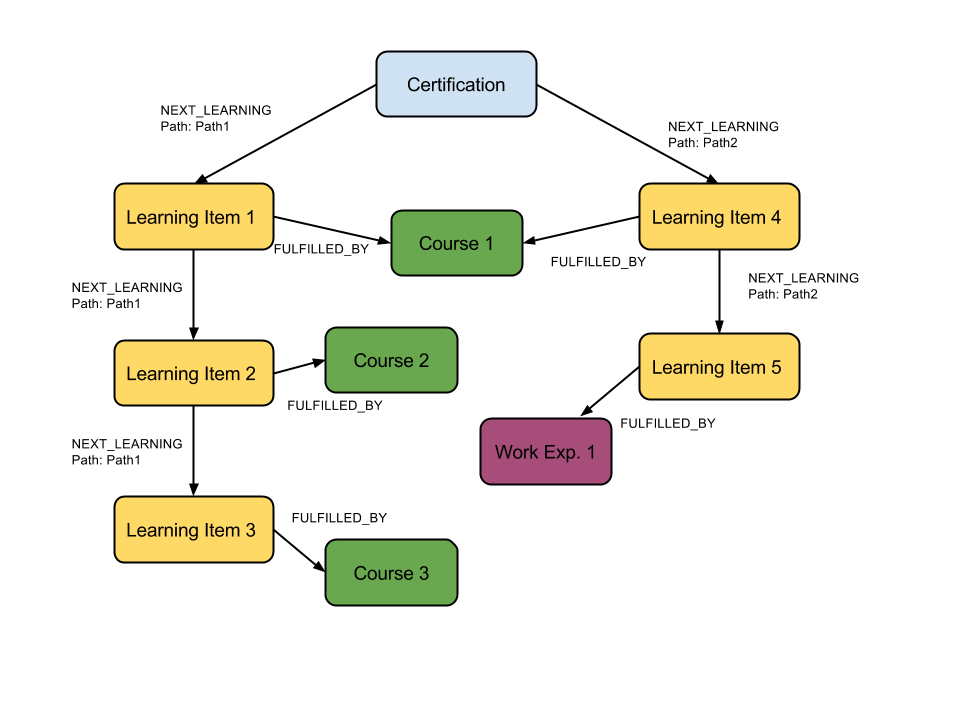 Certification
NEXT_LEARNING
Path: Path1
NEXT_LEARNING
Path: Path2
Learning Item 1
Learning Item 4
Course 1
FULFILLED_BY
FULFILLED_BY
NEXT_LEARNING
Path: Path1
NEXT_LEARNING
Path: Path2
Learning Item 2
Course 2
Learning Item 5
FULFILLED_BY
FULFILLED_BY
NEXT_LEARNING
Path: Path1
Work Exp. 1
Learning Item 3
FULFILLED_BY
Course 3